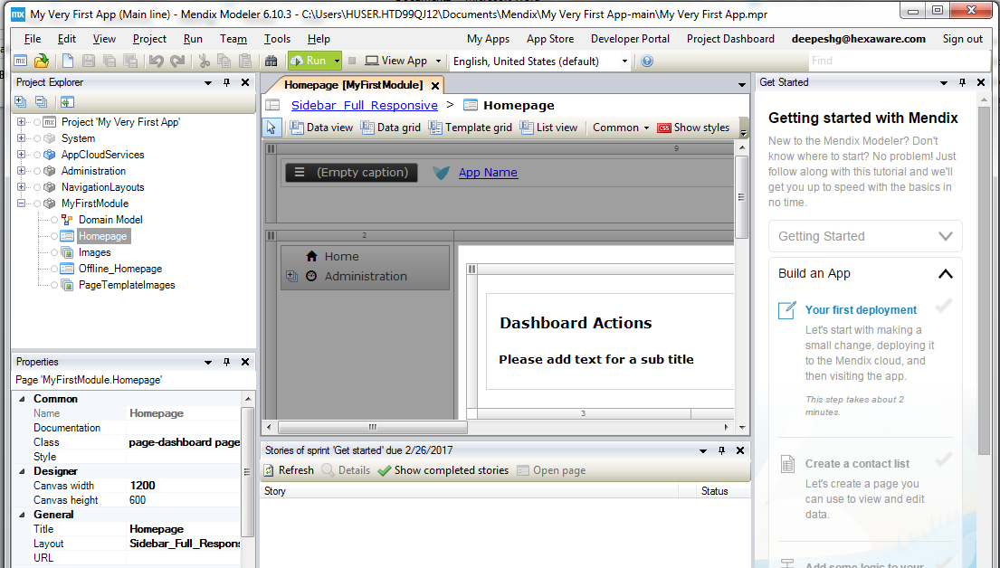 My Very First App (Main line) - Mendix Modeler 6.10.3 - C:\Users\HUSER.HTD99QJ12\Documents\Mendix\My Very First App-main\My Very First App.mpr
File Edit View Project Run Team Tools Help My Apps App Store Developer Portal Project Dashboard deepeshg@hexaware.com Sign out
Run View App English, United States (default) Find
Project Explorer
Project 'My Very First App'
System
AppCloudServices
Administration
NavigationLayouts
MyFirstModule
Domain Model
Homepage
Images
Offline_Homepage
PageTemplateImages
Properties
Page 'MyFirstModule.Homepage'
Common
Name Homepage
Documentation
Class page-dashboard page
Style
Designer
Canvas width 1200
Canvas height 600
General
Title Homepage
Layout Sidebar_Full_Respons
URL
Homepage [MyFirstModule]
Sidebar_Full_Responsive > Homepage
Data view Data grid Template grid List view Common CSS Show styles
9
(Empty caption) App Name
2
Home
Administration
Dashboard Actions
Please add text for a sub title
3
Stories of sprint 'Get started' due 2/26/2017
Refresh Details Show completed stories Open page
Story Status
Get Started
Getting started with Mendix
New to the Mendix Modeler? Don't
know where to start? No problem! Just
follow along with this tutorial and we'll
get you up to speed with the basics in
no time.
Getting Started
Build an App
Your first deployment
Let's start with making a
small change, deploying it
to the Mendix cloud, and
then visiting the app.
This step takes about 2
minutes.
Create a contact list
Let's create a page you
can use to view and edit
data.
Add some logic to your